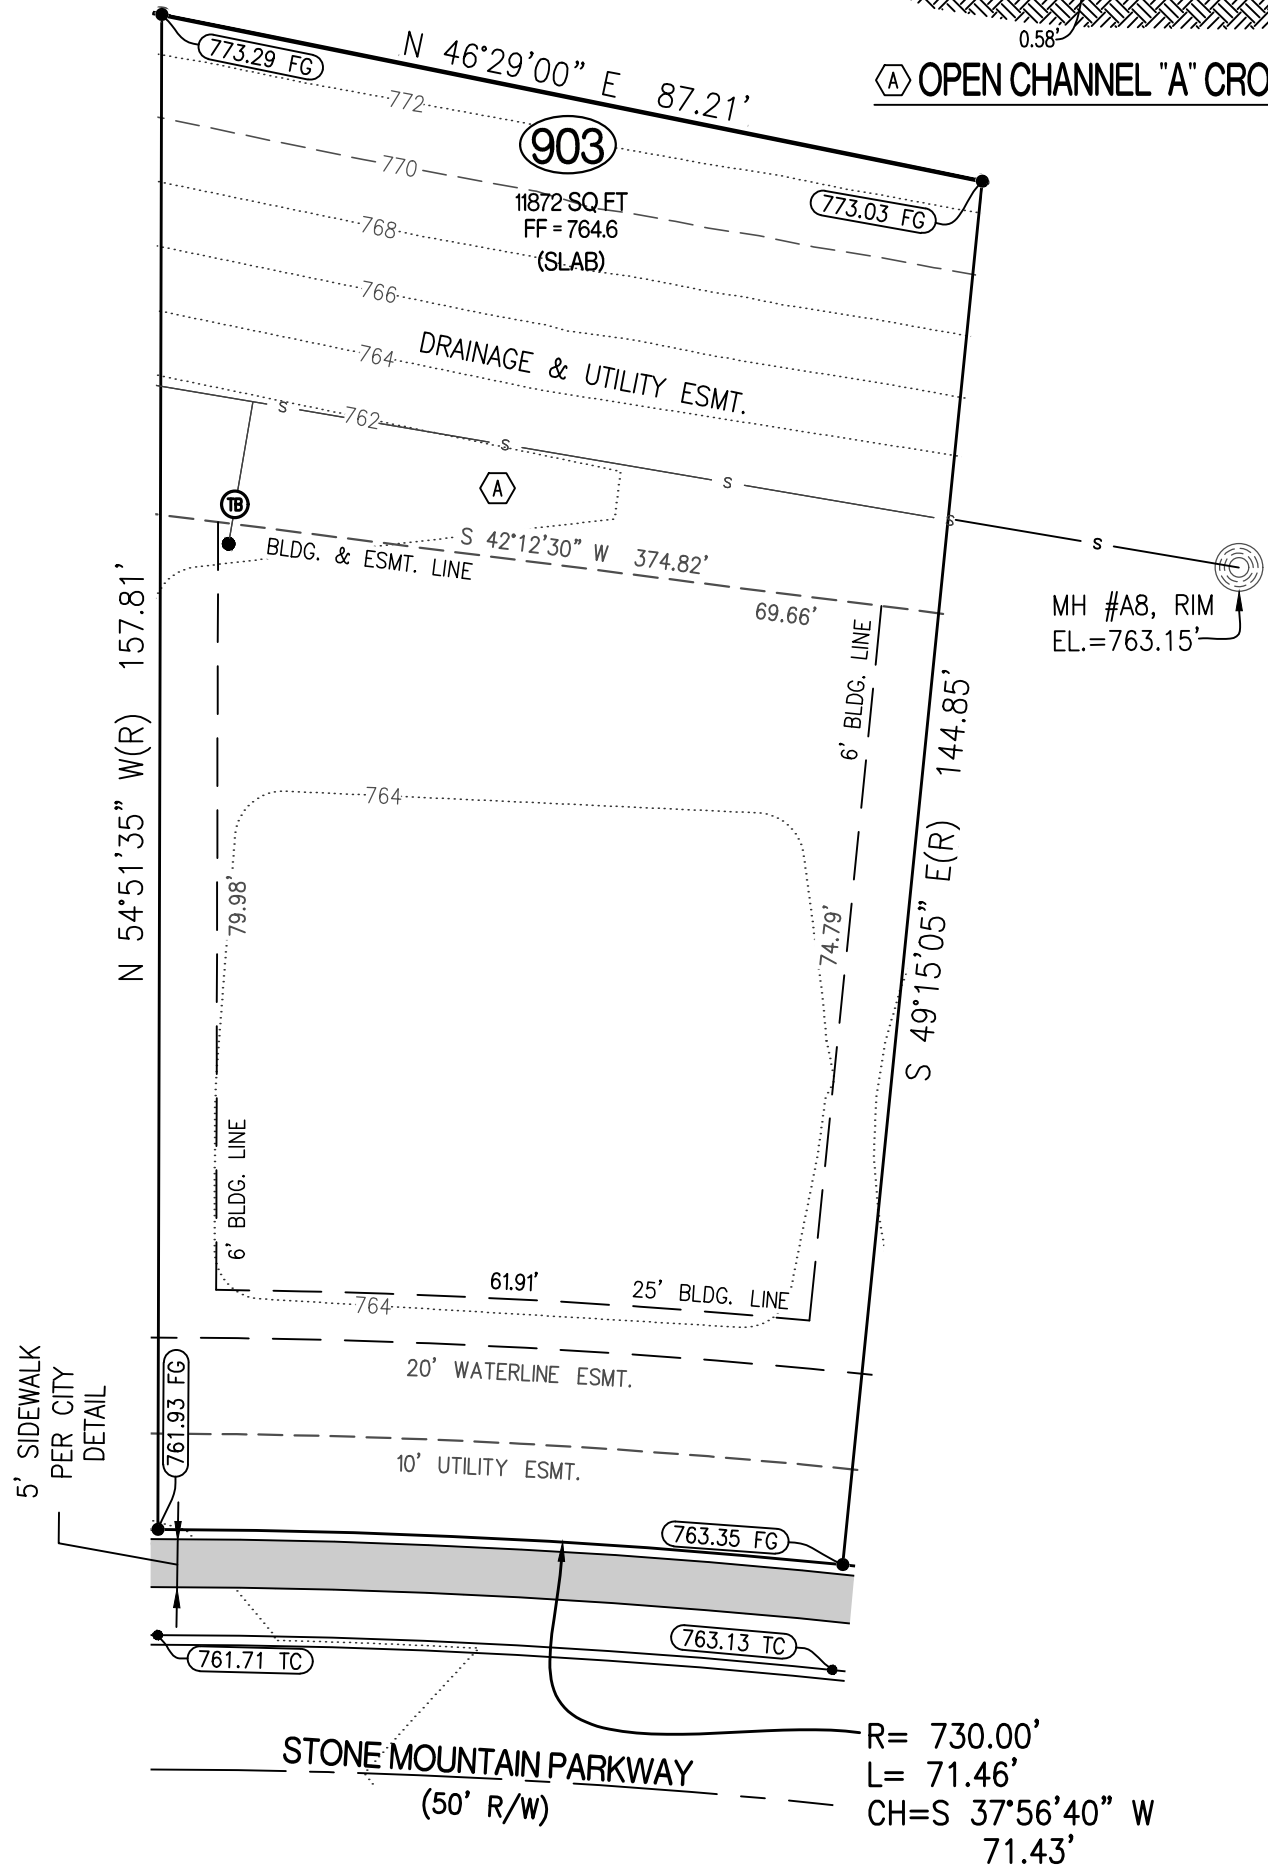 0.58'
A OPEN CHANNEL "A" CRO
773.29 FG
N 46°29'00" E 87.21'
772
903
770
773.03 FG
11872 SQ.FT
FF = 764.6
(SLAB)
768
766
DRAINAGE & UTILITY ESMT.
764
s
762
s
s
A
TB
s
s
S 42°12'30" W 374.82'
BLDG. & ESMT. LINE
69.66'
MH #A8, RIM
EL.=763.15'
N 54°51'35" W(R) 157.81'
6' BLDG. LINE
S 49°15'05" E(R) 144.85'
764
79.98'
74.79'
6' BLDG. LINE
61.91'
25' BLDG. LINE
764
20' WATERLINE ESMT.
5' SIDEWALK
PER CITY
DETAIL
761.93 FG
10' UTILITY ESMT.
763.35 FG
761.71 TC
763.13 TC
STONE MOUNTAIN PARKWAY
(50' R/W)
R= 730.00'
L= 71.46'
CH=S 37°56'40" W
71.43'